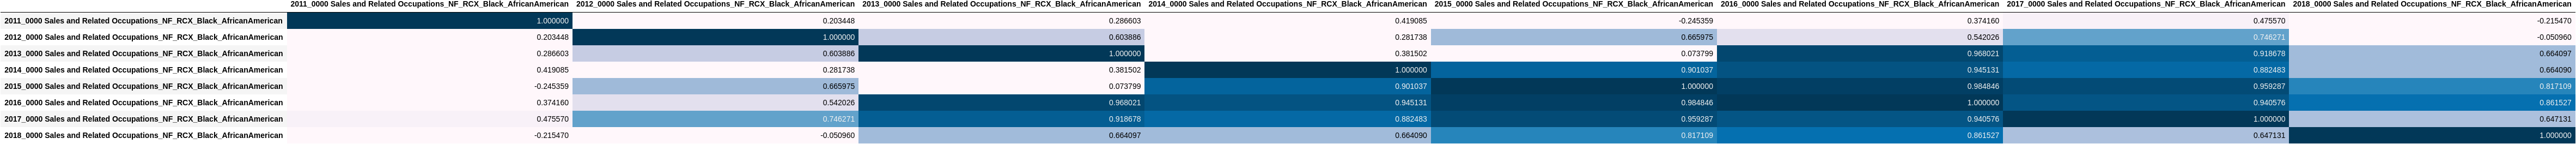 2011_0000 Sales and Related Occupations_NF_RCX_Black_AfricanAmerican 2012_0000 Sales and Related Occupations_NF_RCX_Black_AfricanAmerican 2013_0000 Sales and Related Occupations_NF_RCX_Black_AfricanAmerican 2014_0000 Sales and Related Occupations_NF_RCX_Black_AfricanAmerican 2015_0000 Sales and Related Occupations_NF_RCX_Black_AfricanAmerican 2016_0000 Sales and Related Occupations_NF_RCX_Black_AfricanAmerican 2017_0000 Sales and Related Occupations_NF_RCX_Black_AfricanAmerican 2018_0000 Sales and Related Occupations_NF_RCX_Black_AfricanAmerican
2011_0000 Sales and Related Occupations_NF_RCX_Black_AfricanAmerican 1.000000 0.203448 0.286603 0.419085 -0.245359 0.374160 0.475570 -0.215470
2012_0000 Sales and Related Occupations_NF_RCX_Black_AfricanAmerican 0.203448 1.000000 0.603886 0.281738 0.665975 0.542026 0.746271 -0.050960
2013_0000 Sales and Related Occupations_NF_RCX_Black_AfricanAmerican 0.286603 0.603886 1.000000 0.381502 0.073799 0.968021 0.918678 0.664097
2014_0000 Sales and Related Occupations_NF_RCX_Black_AfricanAmerican 0.419085 0.281738 0.381502 1.000000 0.901037 0.945131 0.882483 0.664090
2015_0000 Sales and Related Occupations_NF_RCX_Black_AfricanAmerican -0.245359 0.665975 0.073799 0.901037 1.000000 0.984846 0.959287 0.817109
2016_0000 Sales and Related Occupations_NF_RCX_Black_AfricanAmerican 0.374160 0.542026 0.968021 0.945131 0.984846 1.000000 0.940576 0.861527
2017_0000 Sales and Related Occupations_NF_RCX_Black_AfricanAmerican 0.475570 0.746271 0.918678 0.882483 0.959287 0.940576 1.000000 0.647131
2018_0000 Sales and Related Occupations_NF_RCX_Black_AfricanAmerican -0.215470 -0.050960 0.664097 0.664090 0.817109 0.861527 0.647131 1.000000